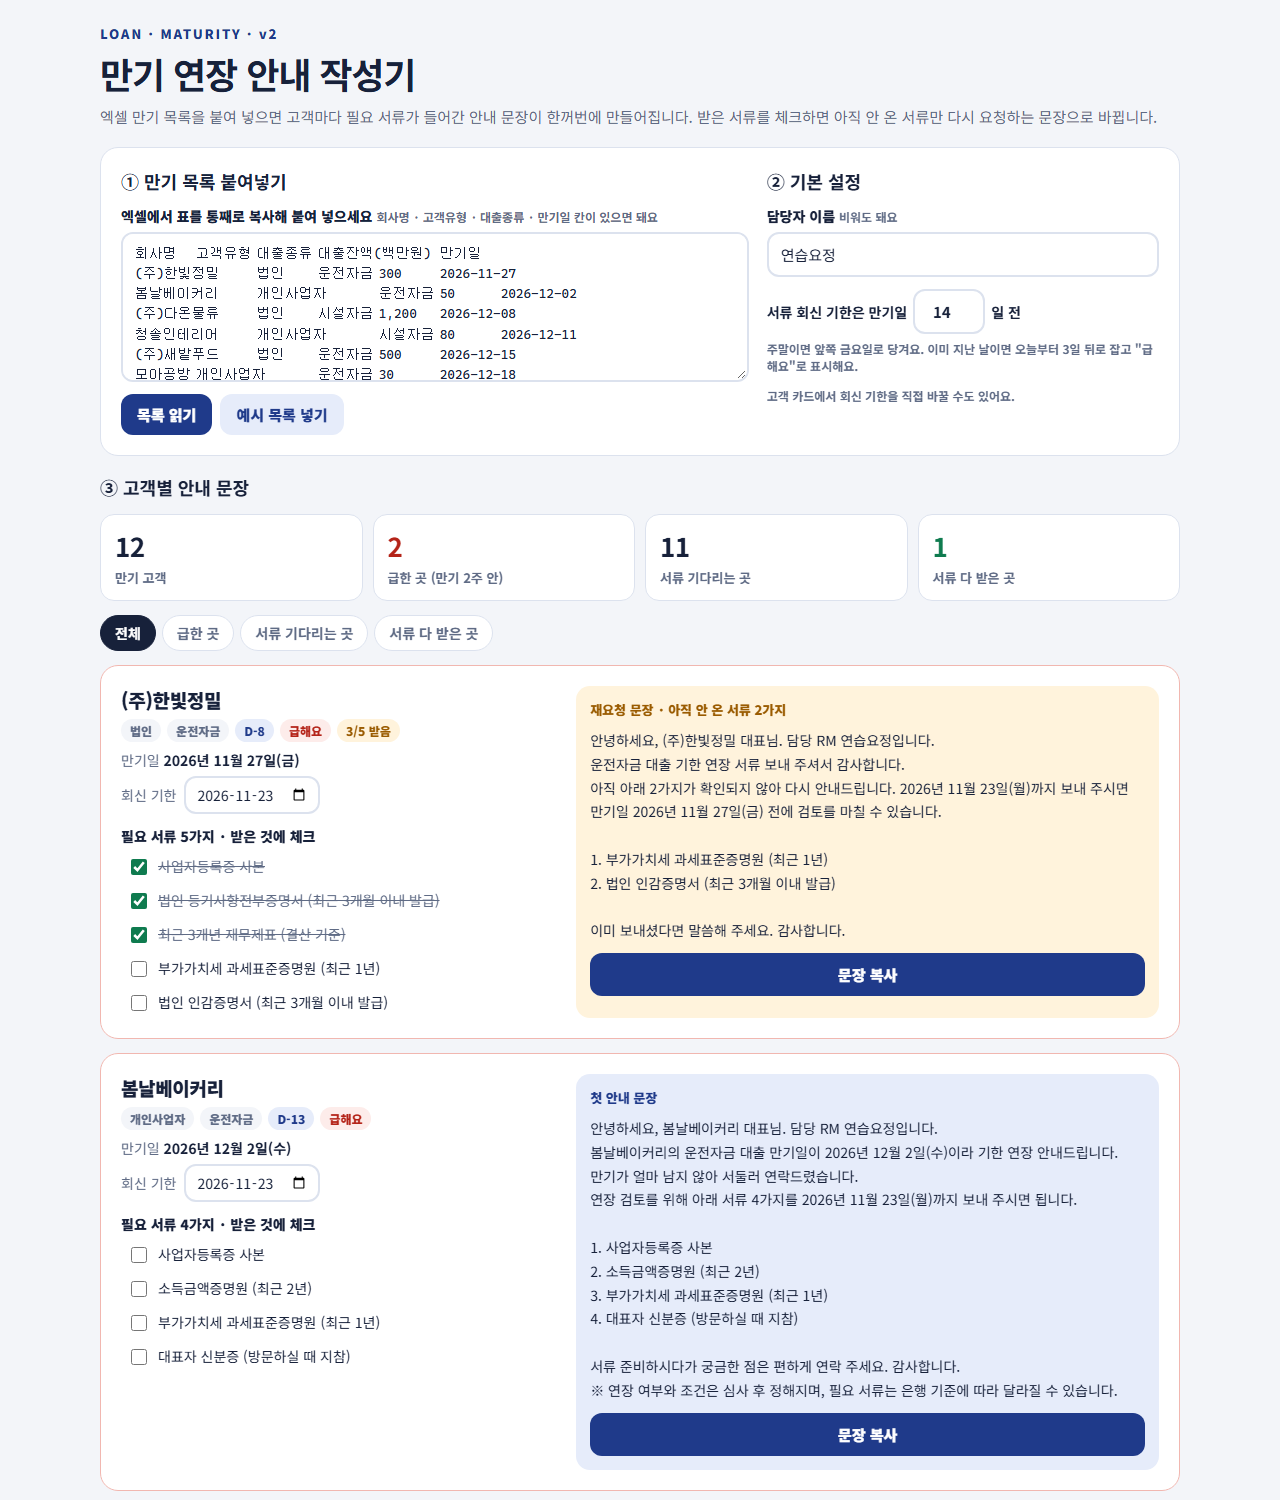 LOAN · MATURITY · v2
만기 연장 안내 작성기
엑셀 만기 목록을 붙여 넣으면 고객마다 필요 서류가 들어간 안내 문장이 한꺼번에 만들어집니다. 받은 서류를 체크하면 아직 안 온 서류만 다시 요청하는 문장으로 바뀝니다.
① 만기 목록 붙여넣기
엑셀에서 표를 통째로 복사해 붙여 넣으세요 회사명 · 고객유형 · 대출종류 · 만기일 칸이 있으면 돼요
회사명 고객유형 대출종류 대출잔액(백만원) 만기일
(주)한빛정밀 법인 운전자금 300 2026-11-27
봄날베이커리 개인사업자 운전자금 50 2026-12-02
(주)다온물류 법인 시설자금 1,200 2026-12-08
청솔인테리어 개인사업자 시설자금 80 2026-12-11
(주)새발푸드 법인 운전자금 500 2026-12-15
모아공방 개인사업자 운전자금 30 2026-12-18
목록 읽기
예시 목록 넣기
② 기본 설정
담당자 이름 비워도 돼요
연습요정
서류 회신 기한은 만기일 14 일 전
주말이면 앞쪽 금요일로 당겨요. 이미 지난 날이면 오늘부터 3일 뒤로 잡고 "급
해요"로 표시해요.
고객 카드에서 회신 기한을 직접 바꿀 수도 있어요.
③ 고객별 안내 문장
12
만기 고객
2
급한 곳 (만기 2주 안)
11
서류 기다리는 곳
1
서류 다 받은 곳
전체
급한 곳
서류 기다리는 곳
서류 다 받은 곳
(주)한빛정밀
법인 운전자금 D-8 급해요 3/5 받음
만기일 2026년 11월 27일(금)
회신 기한 2026-11-23
필요 서류 5가지 · 받은 것에 체크
사업자등록증 사본
법인 등기사항전부증명서 (최근 3개월 이내 발급)
최근 3개년 재무제표 (결산 기준)
부가가치세 과세표준증명원 (최근 1년)
법인 인감증명서 (최근 3개월 이내 발급)
재요청 문장 · 아직 안 온 서류 2가지
안녕하세요, (주)한빛정밀 대표님. 담당 RM 연습요정입니다.
운전자금 대출 기한 연장 서류 보내 주셔서 감사합니다.
아직 아래 2가지가 확인되지 않아 다시 안내드립니다. 2026년 11월 23일(월)까지 보내 주시면
만기일 2026년 11월 27일(금) 전에 검토를 마칠 수 있습니다.
1. 부가가치세 과세표준증명원 (최근 1년)
2. 법인 인감증명서 (최근 3개월 이내 발급)
이미 보내셨다면 말씀해 주세요. 감사합니다.
문장 복사
봄날베이커리
개인사업자 운전자금 D-13 급해요
만기일 2026년 12월 2일(수)
회신 기한 2026-11-23
필요 서류 4가지 · 받은 것에 체크
사업자등록증 사본
소득금액증명원 (최근 2년)
부가가치세 과세표준증명원 (최근 1년)
대표자 신분증 (방문하실 때 지참)
첫 안내 문장
안녕하세요, 봄날베이커리 대표님. 담당 RM 연습요정입니다.
봄날베이커리의 운전자금 대출 만기일이 2026년 12월 2일(수)이라 기한 연장 안내드립니다.
만기가 얼마 남지 않아 서둘러 연락드렸습니다.
연장 검토를 위해 아래 서류 4가지를 2026년 11월 23일(월)까지 보내 주시면 됩니다.
1. 사업자등록증 사본
2. 소득금액증명원 (최근 2년)
3. 부가가치세 과세표준증명원 (최근 1년)
4. 대표자 신분증 (방문하실 때 지참)
서류 준비하시다가 궁금한 점은 편하게 연락 주세요. 감사합니다.
※ 연장 여부와 조건은 심사 후 정해지며, 필요 서류는 은행 기준에 따라 달라질 수 있습니다.
문장 복사